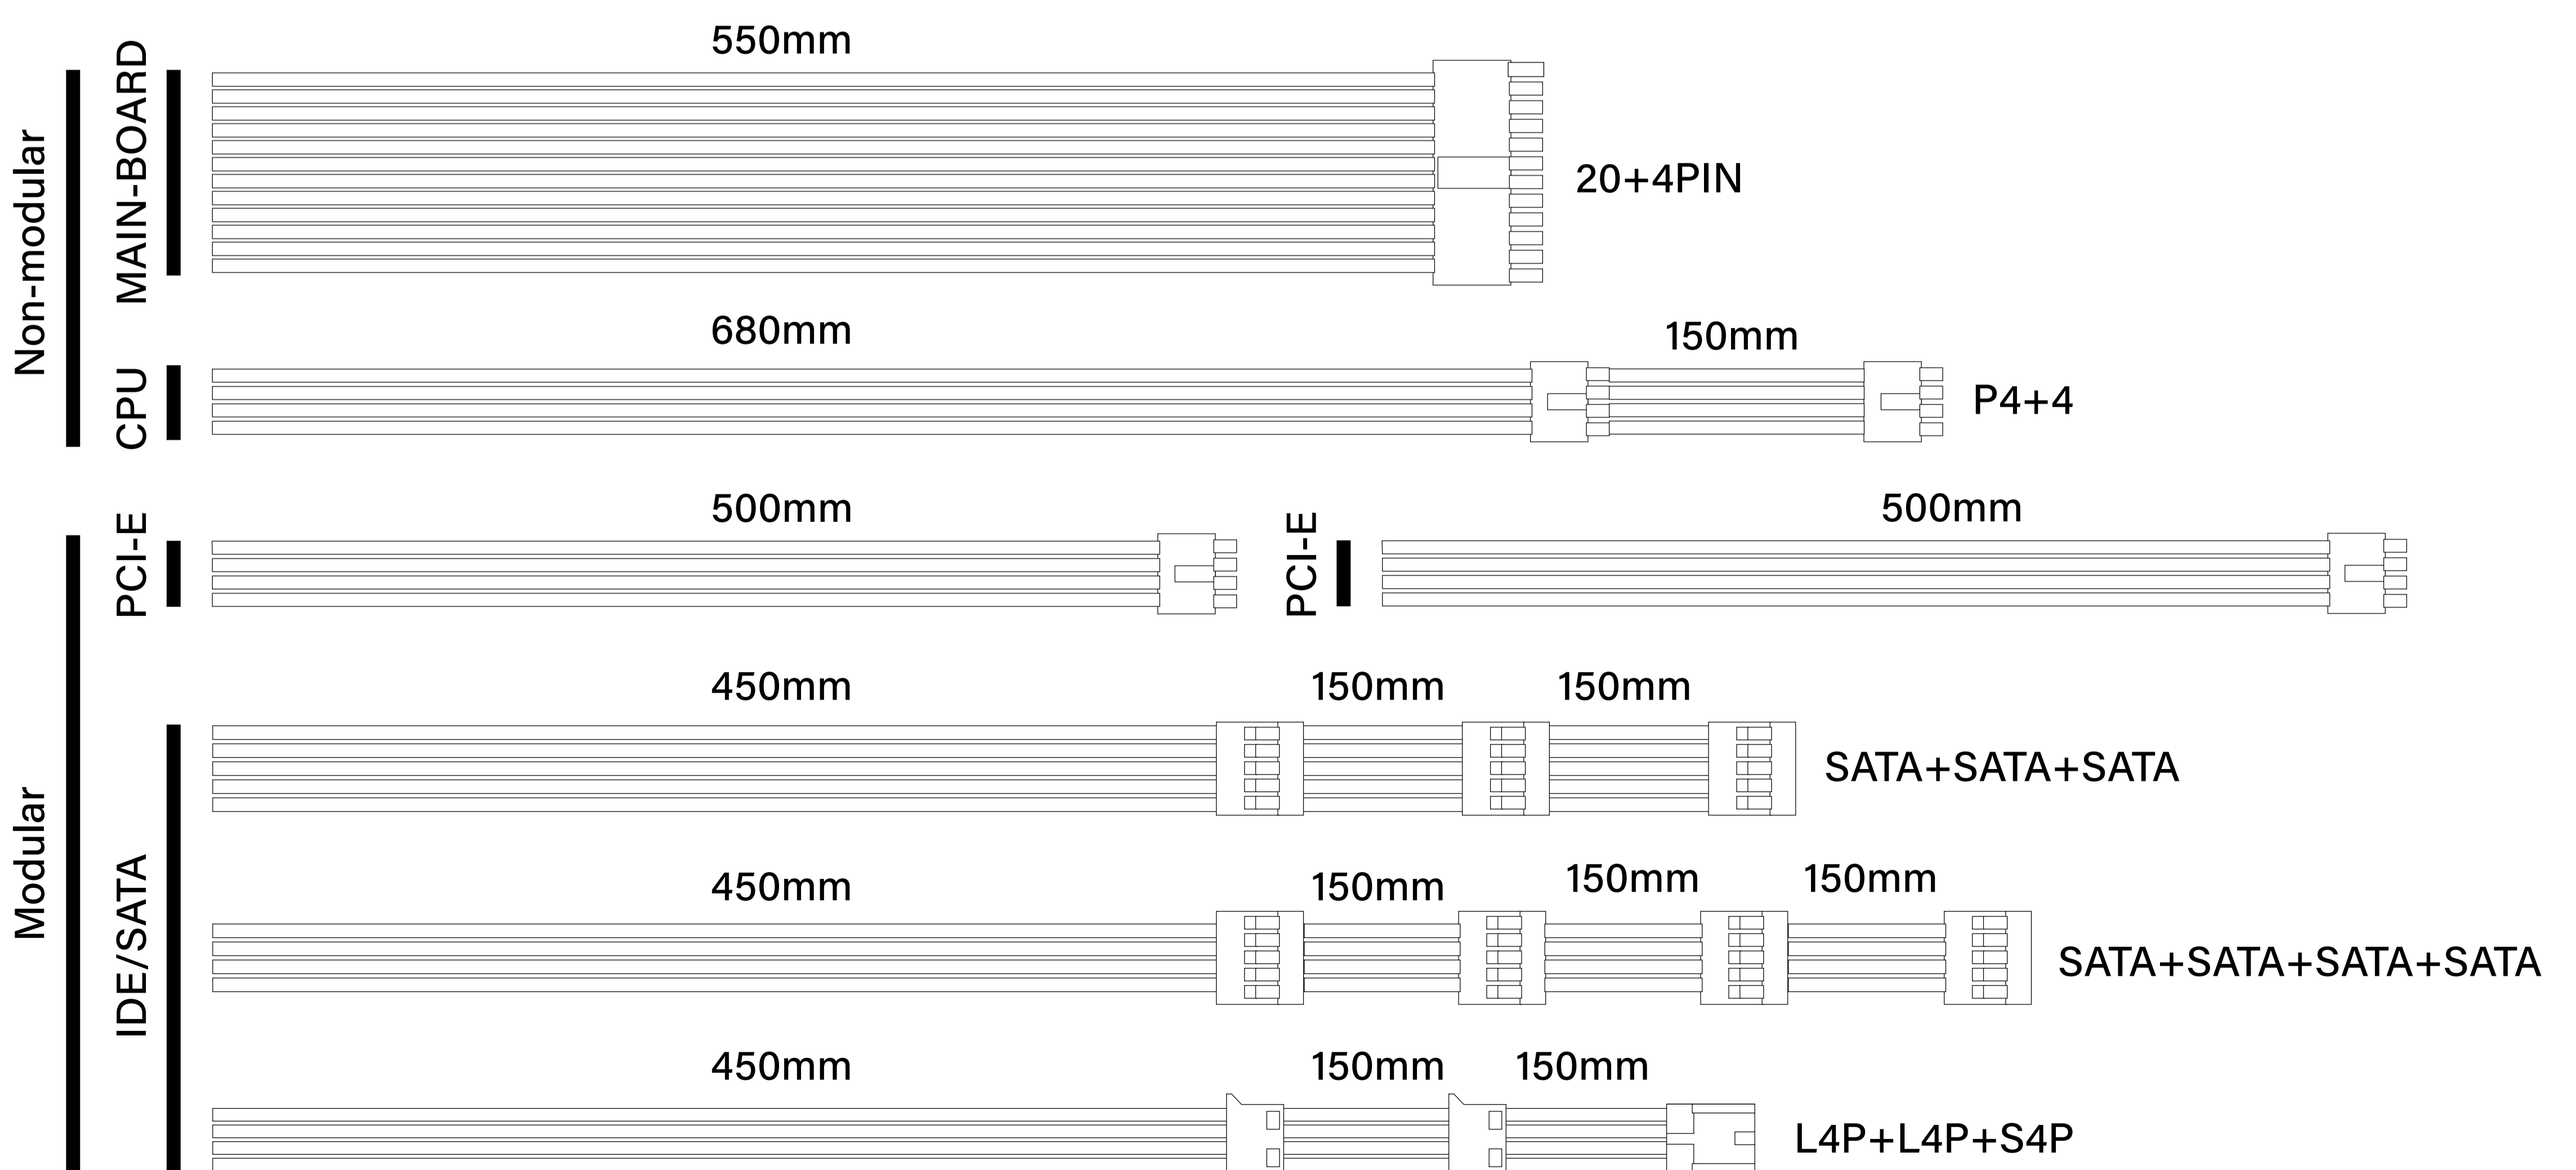 Non-modular
MAIN-BOARD
550mm
20+4PIN
CPU
680mm
150mm
P4+4
Modular
PCI-E
500mm
PCI-E
500mm
IDE/SATA
450mm
150mm
150mm
SATA+SATA+SATA
450mm
150mm
150mm
150mm
SATA+SATA+SATA+SATA
450mm
150mm
150mm
L4P+L4P+S4P